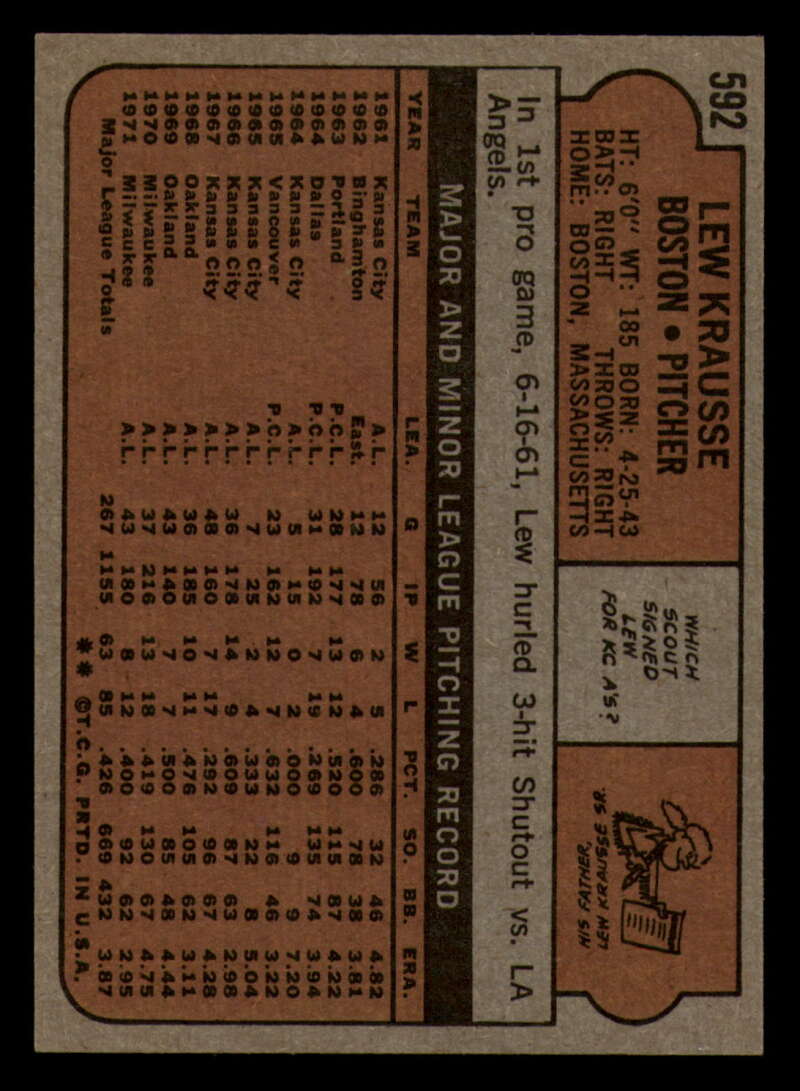 592
LEW KRAUSSE
BOSTON • PITCHER
HT: 6'0" WT: 185 BORN: 4-25-43
BATS: RIGHT THROWS: RIGHT
HOME: BOSTON, MASSACHUSETTS
WHICH
SCOUT
SIGNED
LEW
FOR KC A'S?
HIS FATHER,
LEW KRAUSSE SR.
In 1st pro game, 6-16-61, Lew hurled 3-hit Shutout vs. LA
Angels.
MAJOR AND MINOR LEAGUE PITCHING RECORD
YEAR TEAM LEA. G IP W L PCT. SO. BB. ERA.
1961 Kansas City A.L. 12 56 2 5 .286 32 46 4.82
1962 Binghamton East. 12 78 6 4 .600 78 38 3.81
1963 Portland P.C.L. 28 177 13 12 .520 115 87 4.22
1964 Dallas P.C.L. 31 192 7 19 .269 135 74 3.94
1964 Kansas City A.L. 5 15 0 2 .000 9 9 7.20
1965 Vancouver P.C.L. 23 162 12 7 .632 116 46 3.22
1965 Kansas City A.L. 7 25 2 4 .333 22 8 5.04
1966 Kansas City A.L. 36 178 14 9 .609 87 63 2.98
1967 Kansas City A.L. 48 160 7 17 .292 96 67 4.28
1968 Oakland A.L. 36 185 10 11 .476 105 62 3.11
1969 Oakland A.L. 43 140 7 7 .500 85 48 4.44
1970 Milwaukee A.L. 37 216 13 18 .419 130 67 4.75
1971 Milwaukee A.L. 43 180 8 12 .400 92 62 2.95
Major League Totals 267 1155 63 85 .426 669 432 3.87
** ©T.C.G. PRTD. IN U.S.A.